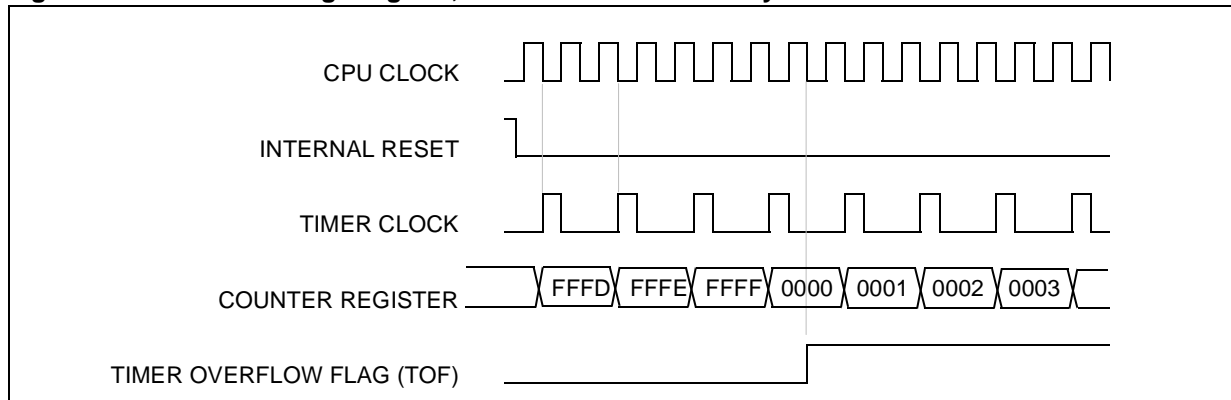 CPU CLOCK
INTERNAL RESET
TIMER CLOCK
COUNTER REGISTER
FFFD FFFE FFFF 0000 0001 0002 0003
TIMER OVERFLOW FLAG (TOF)